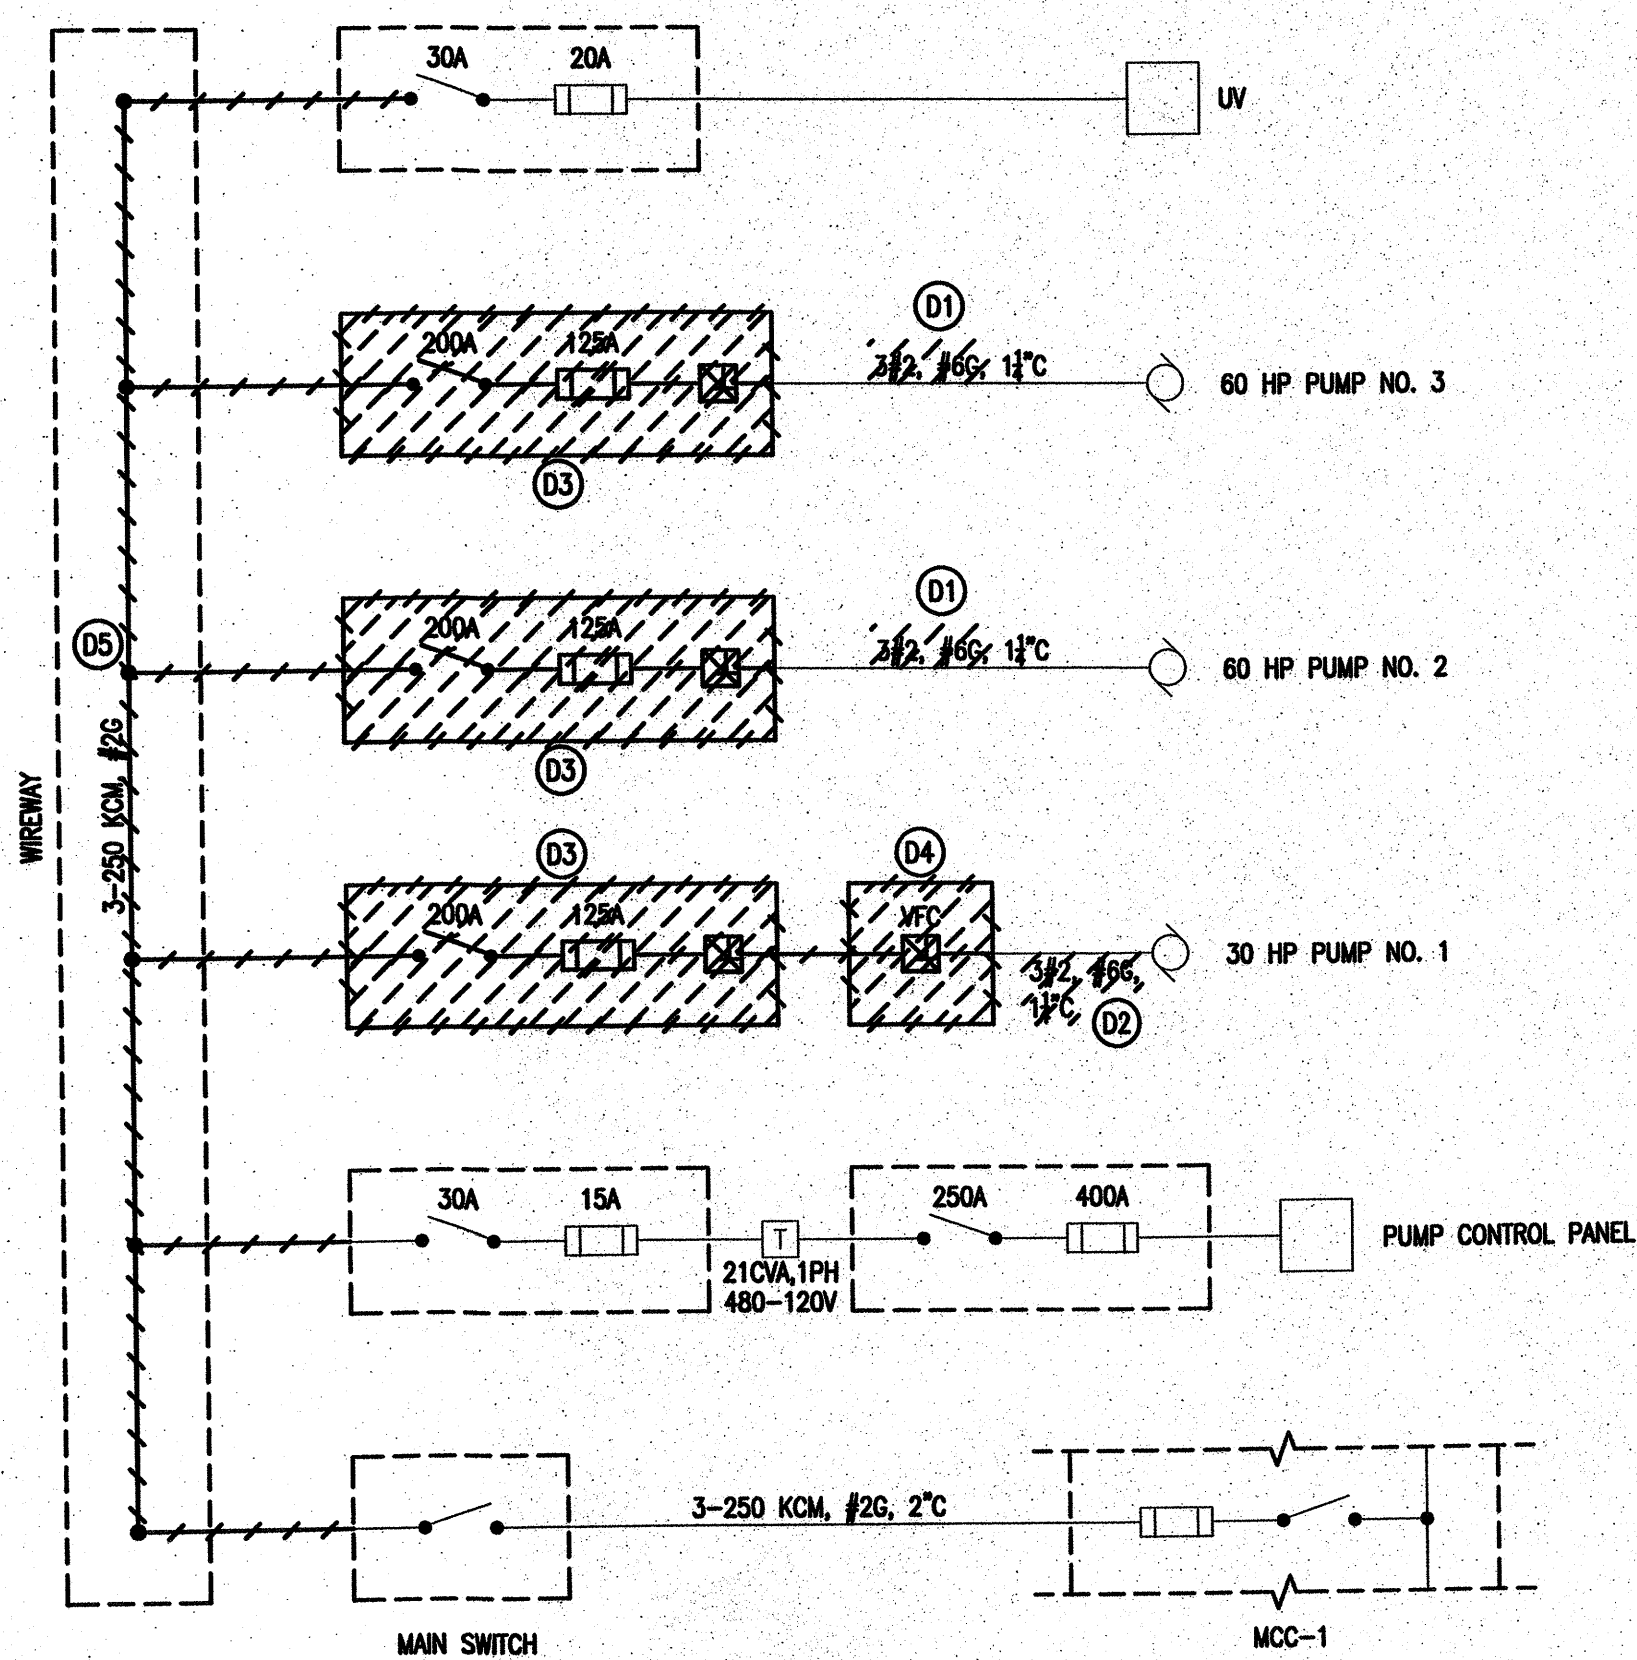 30A 20A
UV
D1
200A 125A
3#2, #6G, 1¼"C
60 HP PUMP NO. 3
D3
D1
200A 125A
3#2, #6G, 1¼"C
D5
60 HP PUMP NO. 2
D3
WIREWAY
3-250 KCM, #2G
D3
D4
200A 125A
VFC
30 HP PUMP NO. 1
3#2, #6G,
1¼"C,
D2
30A 15A
250A 400A
PUMP CONTROL PANEL
T
21CVA,1PH
480-120V
3-250 KCM, #2G, 2"C
MAIN SWITCH
MCC-1